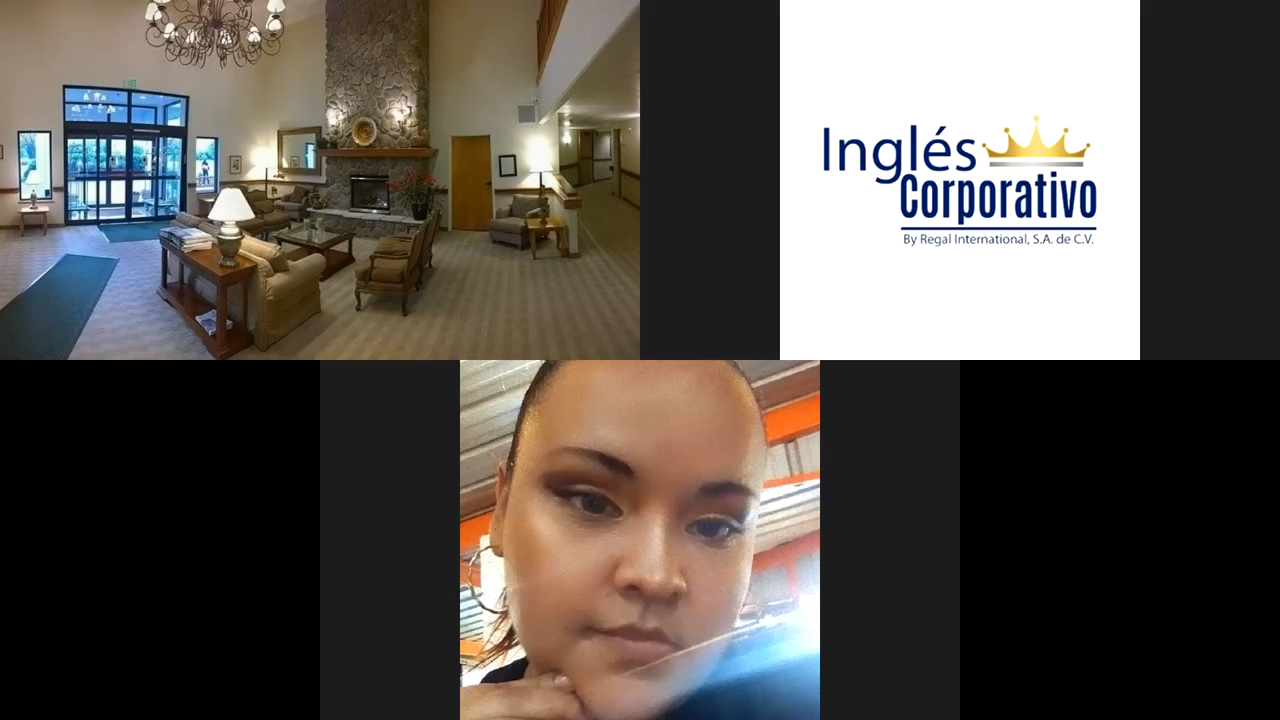 Inglés
Corporativo
By Regal International, S.A. de C.V.